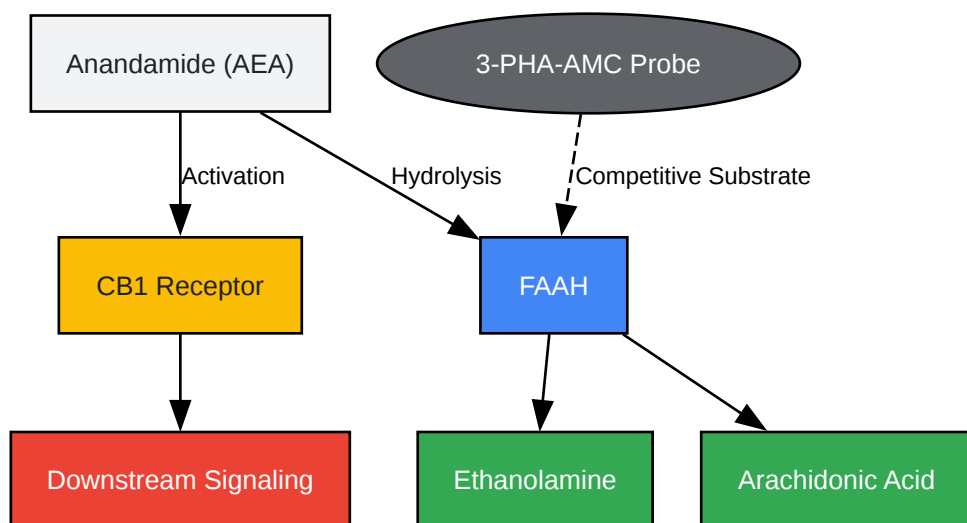 Anandamide (AEA)
3-PHA-AMC Probe
Activation
Hydrolysis
Competitive Substrate
CB1 Receptor
FAAH
Downstream Signaling
Ethanolamine
Arachidonic Acid